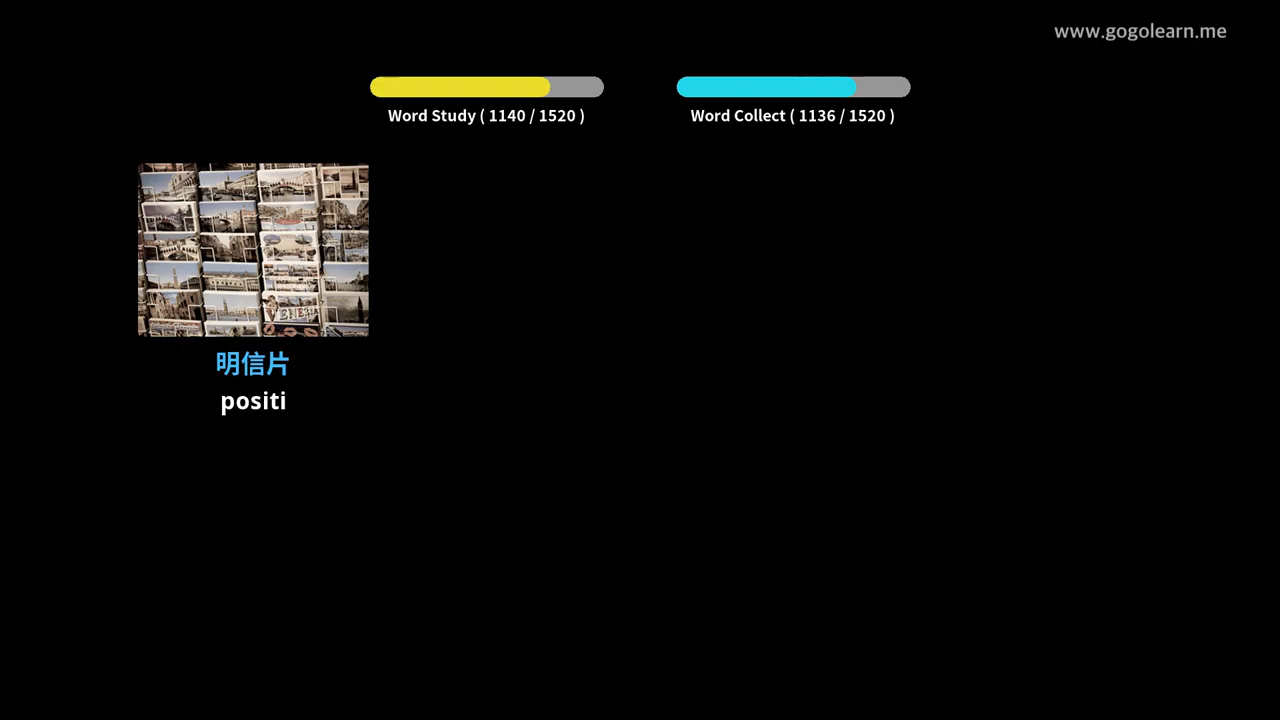 www.gogolearn.me
Word Study ( 1140 / 1520 )
Word Collect ( 1136 / 1520 )
明信片
positi